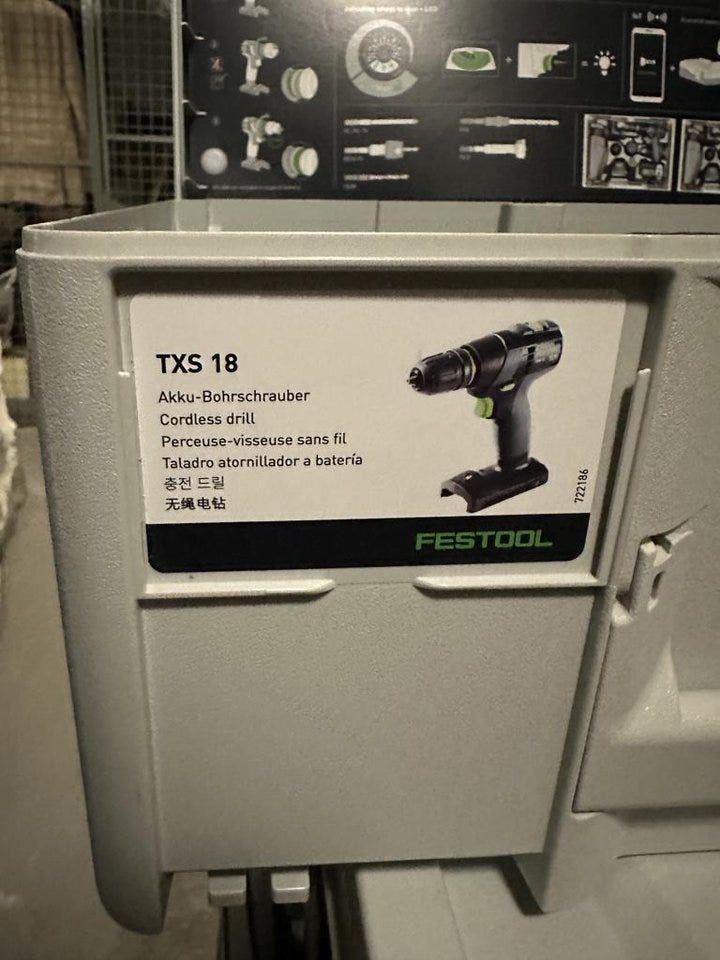 TXS 18
Akku-Bohrschrauber
Cordless drill
Perceuse-visseuse sans fil
Taladro atornillador a batería
충전 드릴
无绳电钻
722186
FESTOOL